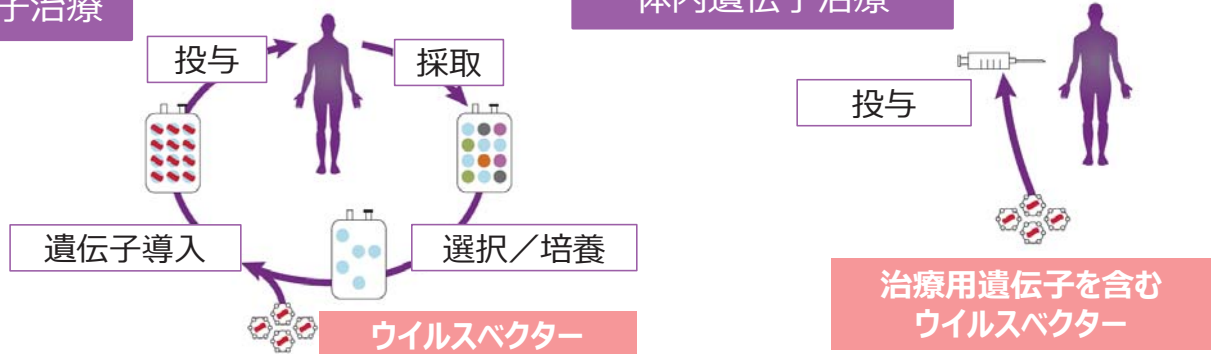 子治療
体内遺伝子治療
投与
採取
投与
遺伝子導入
選択／培養
ウイルスベクター
治療用遺伝子を含む
ウイルスベクター